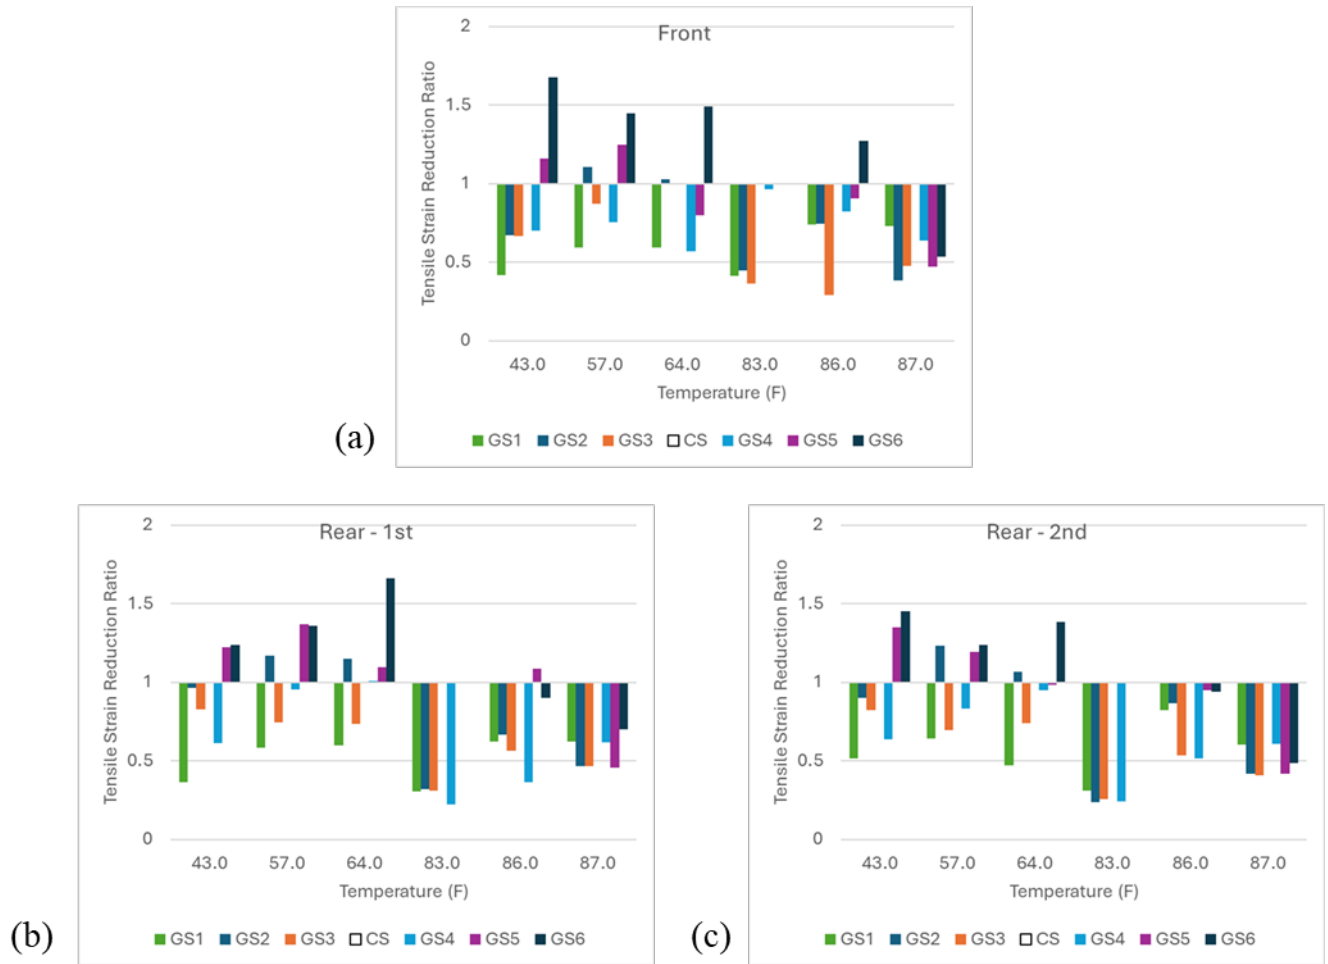 Front
Tensile Strain Reduction Ratio
2
1.5
1
0.5
0
43.0 57.0 64.0 83.0 86.0 87.0
Temperature (F)
GS1 GS2 GS3 CS GS4 GS5 GS6
(a)
Rear - 1st
Tensile Strain Reduction Ratio
2
1.5
1
0.5
0
43.0 57.0 64.0 83.0 86.0 87.0
Temperature (F)
GS1 GS2 GS3 CS GS4 GS5 GS6
(b)
Rear - 2nd
Tensile Strain Reduction Ratio
2
1.5
1
0.5
0
43.0 57.0 64.0 83.0 86.0 87.0
Temperature (F)
GS1 GS2 GS3 CS GS4 GS5 GS6
(c)